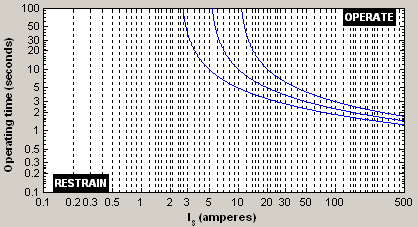 100
50
30
20
10
5
3
2
1
0.5
0.3
0.2
0.1
Operating time (seconds)
OPERATE
RESTRAIN
0.1 0.2 0.3 0.5 1 2 3 5 10 20 30 50 100 500
I_S (amperes)